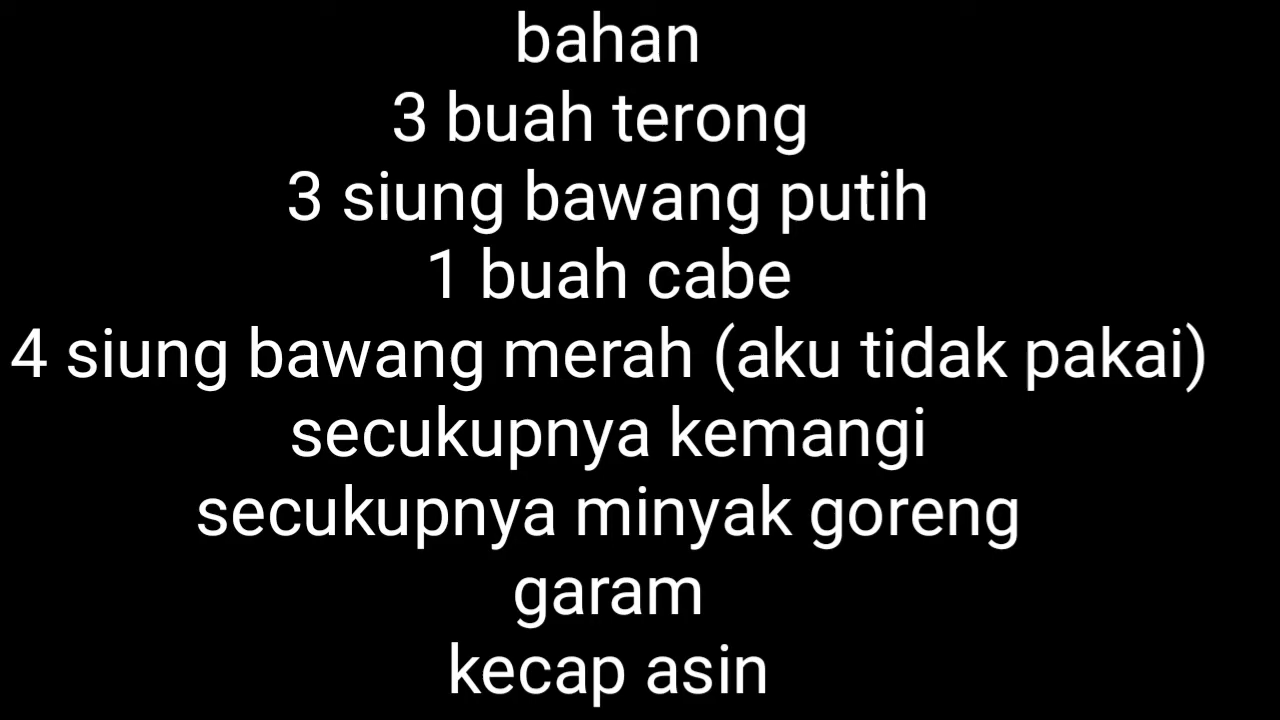 bahan
3 buah terong
3 siung bawang putih
1 buah cabe
4 siung bawang merah (aku tidak pakai)
secukupnya kemangi
secukupnya minyak goreng
garam
kecap asin